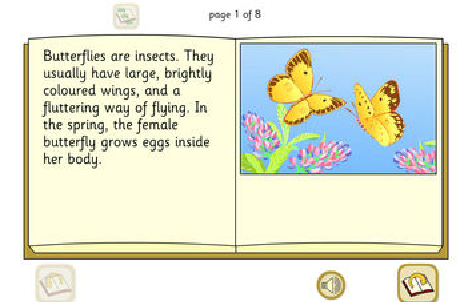 page 1 of 8
Butterflies are insects. They
usually have large, brightly
coloured wings, and a
fluttering way of flying. In
the spring, the female
butterfly grows eggs inside
her body.